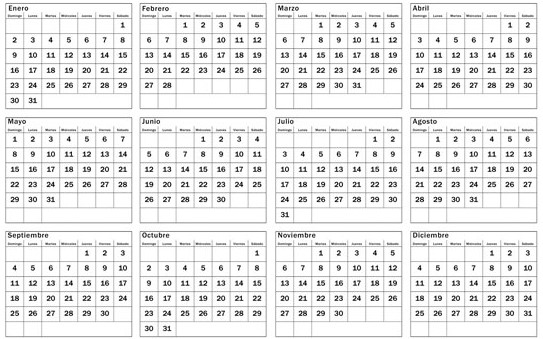 Enero
Domingo Lunes Martes Miércoles Jueves Viernes Sábado
1
2 3 4 5 6 7 8
9 10 11 12 13 14 15
16 17 18 19 20 21 22
23 24 25 26 27 28 29
30 31
Febrero
Domingo Lunes Martes Miércoles Jueves Viernes Sábado
1 2 3 4 5
6 7 8 9 10 11 12
13 14 15 16 17 18 19
20 21 22 23 24 25 26
27 28
Marzo
Domingo Lunes Martes Miércoles Jueves Viernes Sábado
1 2 3 4 5
6 7 8 9 10 11 12
13 14 15 16 17 18 19
20 21 22 23 24 25 26
27 28 29 30 31
Abril
Domingo Lunes Martes Miércoles Jueves Viernes Sábado
1 2
3 4 5 6 7 8 9
10 11 12 13 14 15 16
17 18 19 20 21 22 23
24 25 26 27 28 29 30
Mayo
Domingo Lunes Martes Miércoles Jueves Viernes Sábado
1 2 3 4 5 6 7
8 9 10 11 12 13 14
15 16 17 18 19 20 21
22 23 24 25 26 27 28
29 30 31
Junio
Domingo Lunes Martes Miércoles Jueves Viernes Sábado
1 2 3 4
5 6 7 8 9 10 11
12 13 14 15 16 17 18
19 20 21 22 23 24 25
26 27 28 29 30
Julio
Domingo Lunes Martes Miércoles Jueves Viernes Sábado
1 2
3 4 5 6 7 8 9
10 11 12 13 14 15 16
17 18 19 20 21 22 23
24 25 26 27 28 29 30
31
Agosto
Domingo Lunes Martes Miércoles Jueves Viernes Sábado
1 2 3 4 5 6
7 8 9 10 11 12 13
14 15 16 17 18 19 20
21 22 23 24 25 26 27
28 29 30 31
Septiembre
Domingo Lunes Martes Miércoles Jueves Viernes Sábado
1 2 3
4 5 6 7 8 9 10
11 12 13 14 15 16 17
18 19 20 21 22 23 24
25 26 27 28 29 30
Octubre
Domingo Lunes Martes Miércoles Jueves Viernes Sábado
1
2 3 4 5 6 7 8
9 10 11 12 13 14 15
16 17 18 19 20 21 22
23 24 25 26 27 28 29
30 31
Noviembre
Domingo Lunes Martes Miércoles Jueves Viernes Sábado
1 2 3 4 5
6 7 8 9 10 11 12
13 14 15 16 17 18 19
20 21 22 23 24 25 26
27 28 29 30
Diciembre
Domingo Lunes Martes Miércoles Jueves Viernes Sábado
1 2 3
4 5 6 7 8 9 10
11 12 13 14 15 16 17
18 19 20 21 22 23 24
25 26 27 28 29 30 31